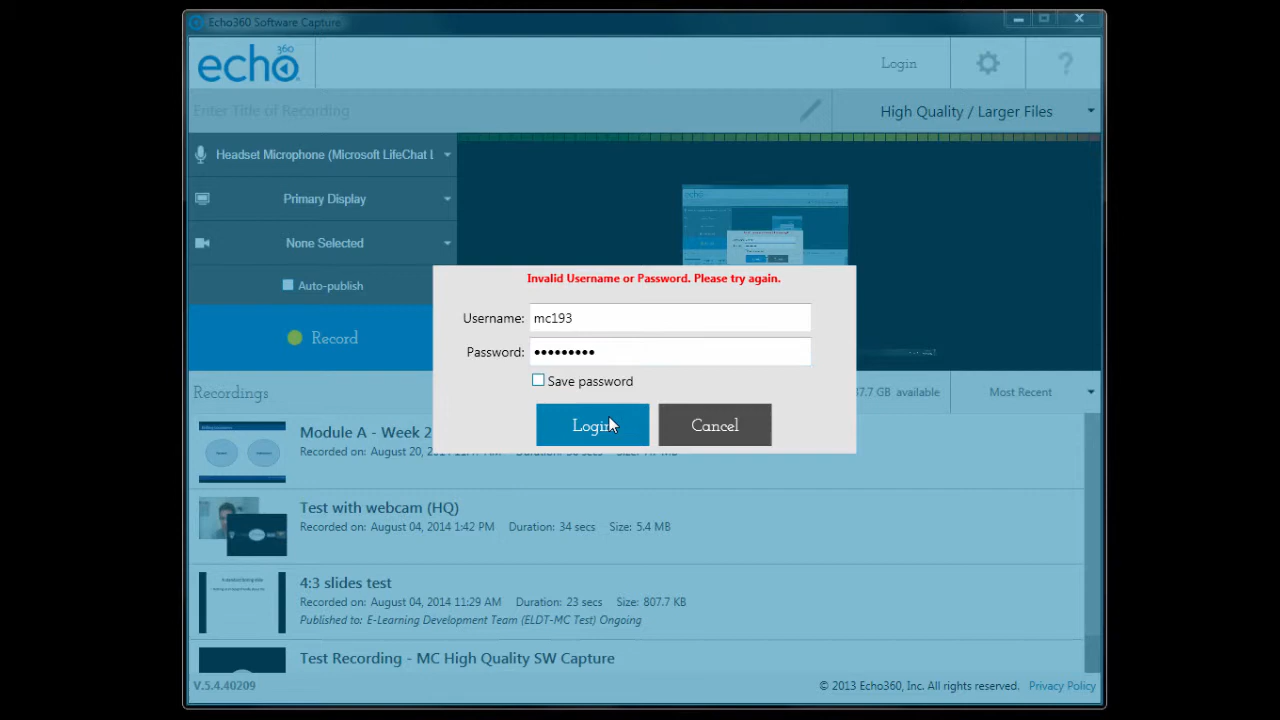 Echo360 Software Capture
echo 360
Login
?
Enter Title of Recording
High Quality / Larger Files
Headset Microphone (Microsoft LifeChat L
Primary Display
None Selected
Auto-publish
Record
Invalid Username or Password. Please try again.
Username: mc193
Password: •••••••••
Save password
Login
Cancel
Recordings
7.7 GB available
Most Recent
Module A - Week 2
Recorded on: August 20,
Test with webcam (HQ)
Recorded on: August 04, 2014 1:42 PM Duration: 34 secs Size: 5.4 MB
4:3 slides test
Recorded on: August 04, 2014 11:29 AM Duration: 23 secs Size: 807.7 KB
Published to: E-Learning Development Team (ELDT-MC Test) Ongoing
Test Recording - MC High Quality SW Capture
V.5.4.40209
© 2013 Echo360, Inc. All rights reserved. Privacy Policy